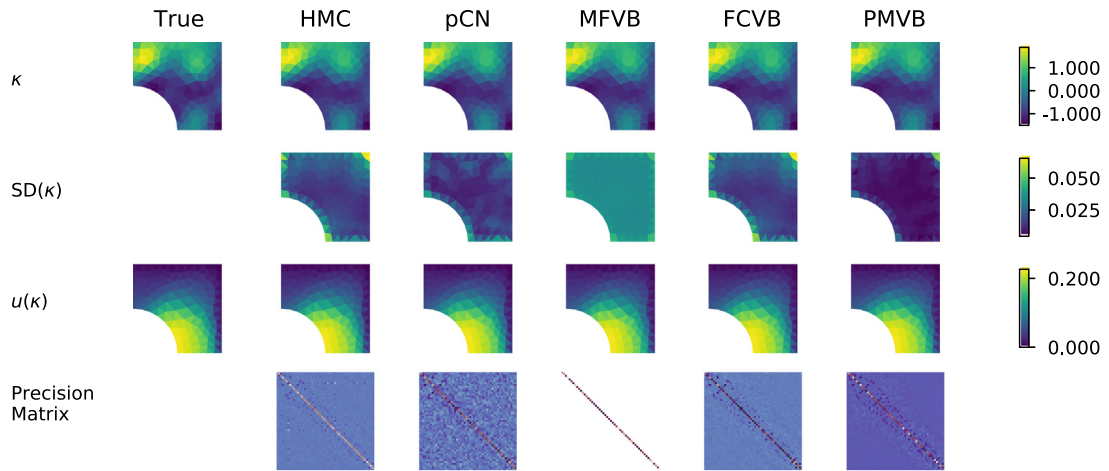 True HMC pCN MFVB FCVB PMVB
κ
1.000
0.000
-1.000
SD(κ)
0.050
0.025
u(κ)
0.200
0.000
Precision
Matrix